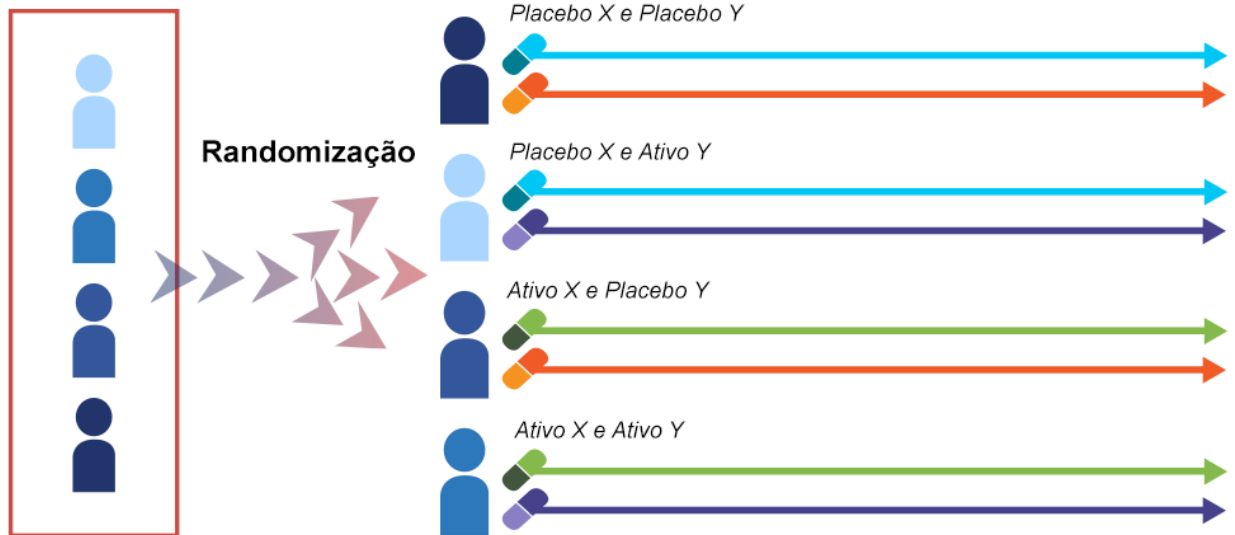 Placebo X e Placebo Y
Randomização
Placebo X e Ativo Y
Ativo X e Placebo Y
Ativo X e Ativo Y